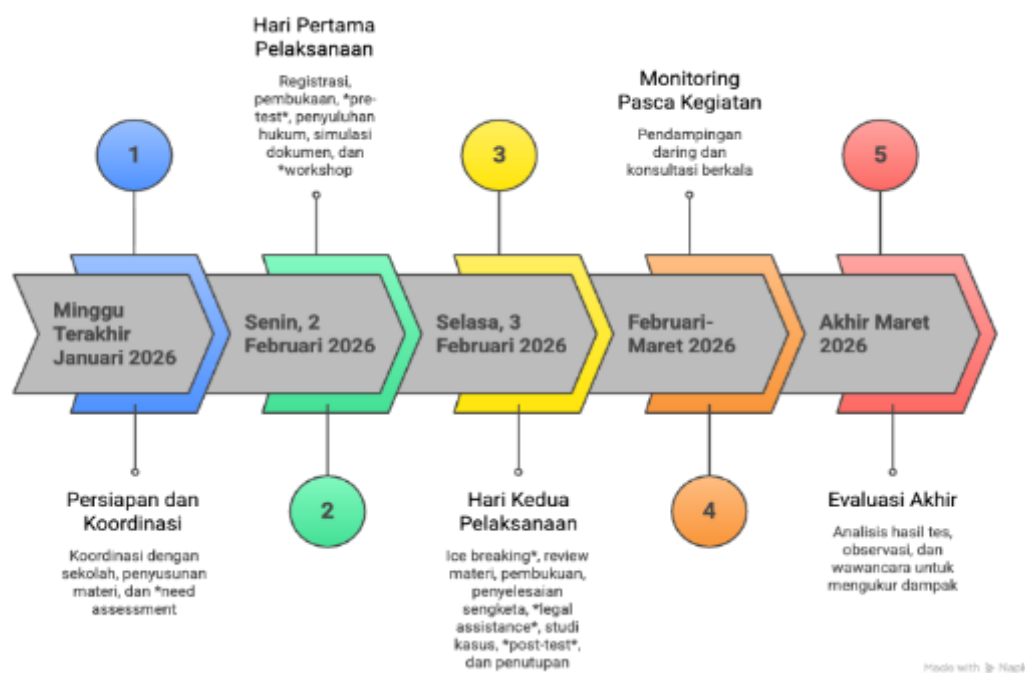 Hari Pertama
Pelaksanaan
Registrasi,
pembukaan, *pre-
test*, penyuluhan
hukum, simulasi
dokumen, dan
*workshop
Monitoring
Pasca Kegiatan
Pendampingan
daring dan
konsultasi berkala
1
3
5
Minggu
Terakhir
Januari 2026
Senin, 2
Februari 2026
Selasa, 3
Februari 2026
Februari-
Maret 2026
Akhir Maret
2026
Persiapan dan
Koordinasi
Koordinasi dengan
sekolah, penyusunan
materi, dan *need
assessment
2
Hari Kedua
Pelaksanaan
Ice breaking*, review
materi, pembukuan,
penyelesaian
sengketa, *legal
assistance*, studi
kasus, *post-test*,
dan penutupan
4
Evaluasi Akhir
Analisis hasil tes,
observasi, dan
wawancara untuk
mengukur dampak
Made with